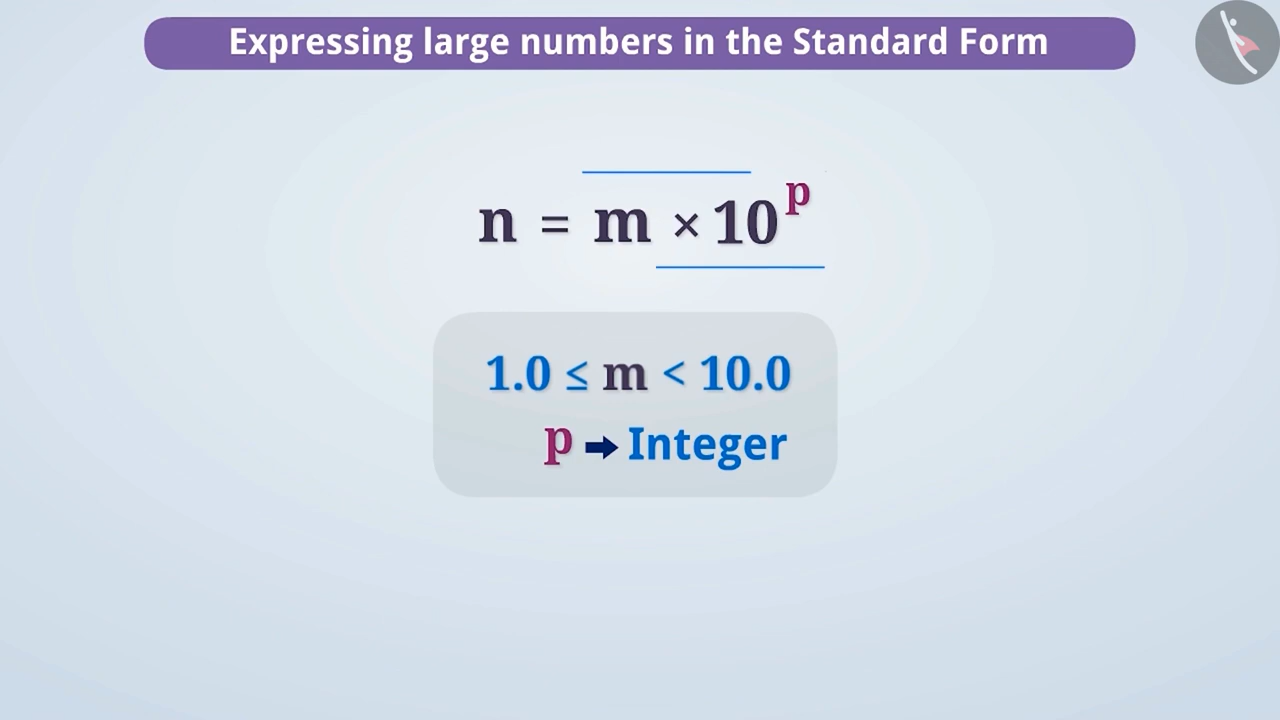 Expressing large numbers in the Standard Form
n = m × 10^p
1.0 ≤ m < 10.0
p ➡ Integer